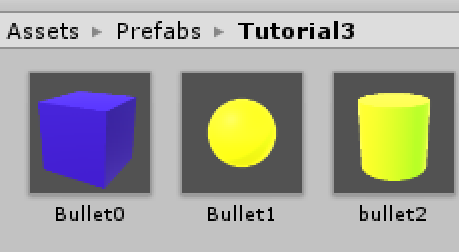 Assets ▸ Prefabs ▸ Tutorial3
Bullet0 Bullet1 bullet2